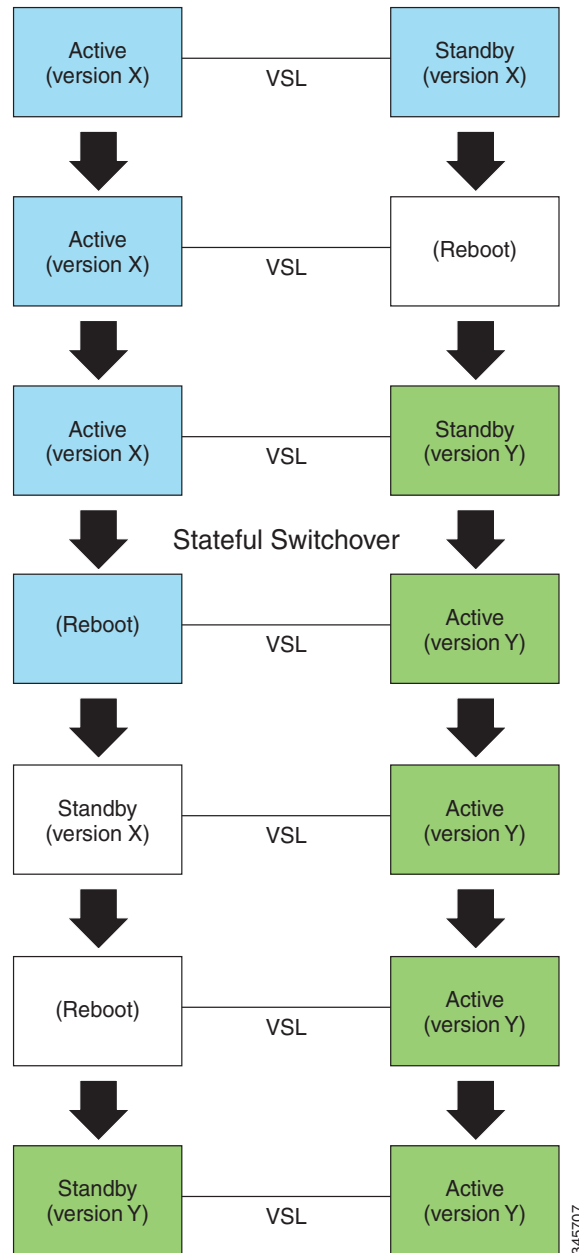 Active
(version X)
VSL
Standby
(version X)
Active
(version X)
VSL
(Reboot)
Active
(version X)
VSL
Standby
(version Y)
Stateful Switchover
(Reboot)
VSL
Active
(version Y)
Standby
(version X)
VSL
Active
(version Y)
(Reboot)
VSL
Active
(version Y)
Standby
(version Y)
VSL
Active
(version Y)
345707